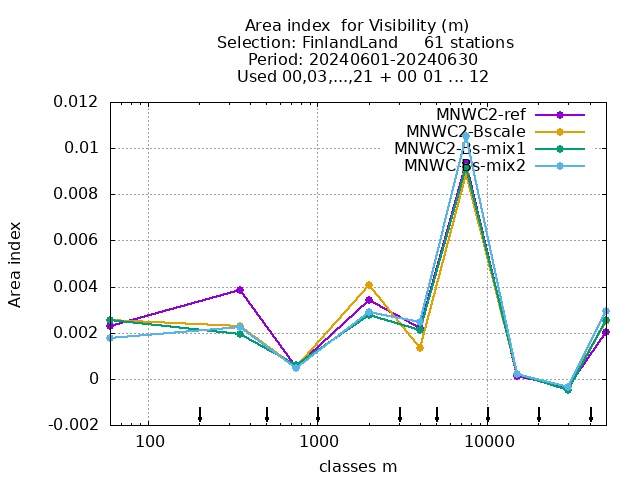 Area index  for Visibility (m)
Selection: FinlandLand     61 stations
Period: 20240601-20240630
Used 00,03,...,21 + 00 01 ... 12
MNWC2-ref
MNWC2-Bscale
MNWC2-Bs-mix1
MNWC-Bs-mix2
Area index
0.012
0.01
0.008
0.006
0.004
0.002
0
-0.002
100
1000
10000
classes m